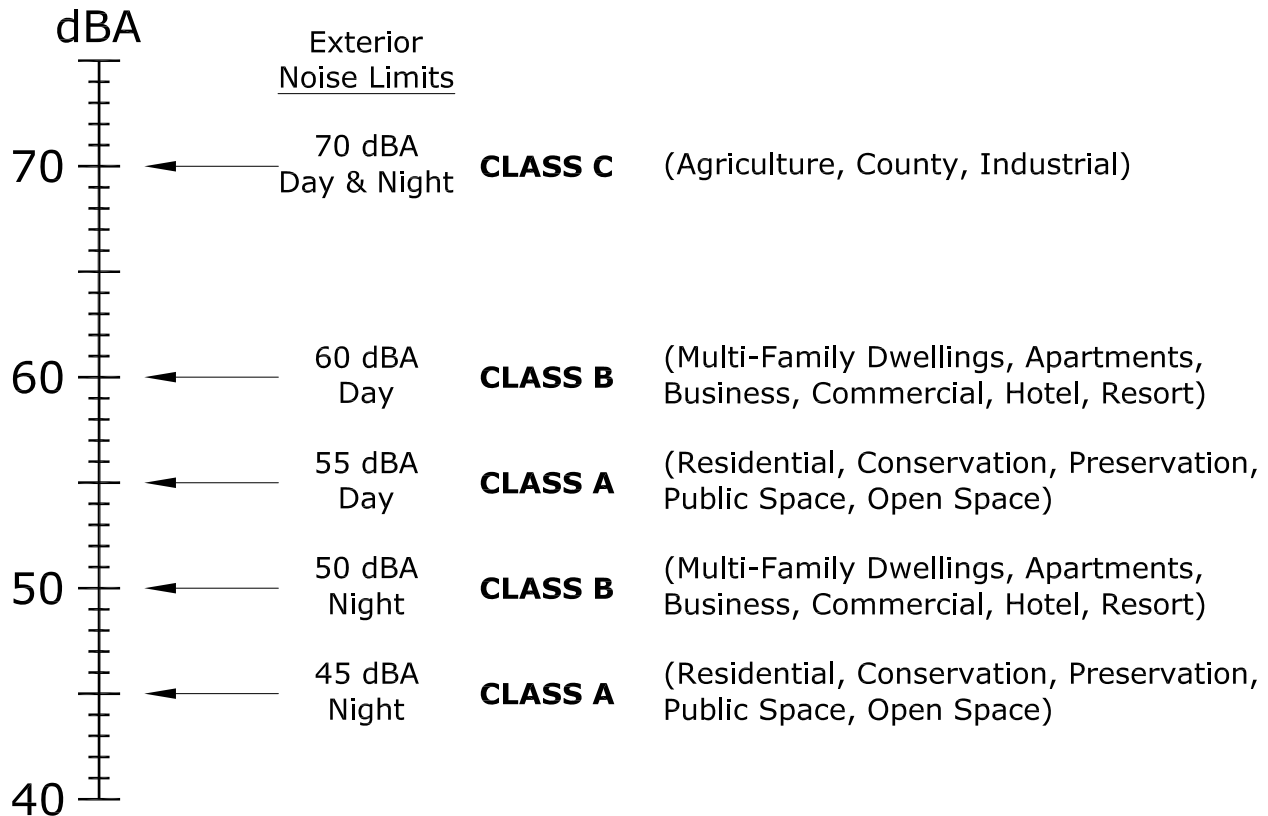 dBA
Exterior
Noise Limits
70
70 dBA
Day & Night
CLASS C
(Agriculture, County, Industrial)
60
60 dBA
Day
CLASS B
(Multi-Family Dwellings, Apartments,
Business, Commercial, Hotel, Resort)
55 dBA
Day
CLASS A
(Residential, Conservation, Preservation,
Public Space, Open Space)
50
50 dBA
Night
CLASS B
(Multi-Family Dwellings, Apartments,
Business, Commercial, Hotel, Resort)
45 dBA
Night
CLASS A
(Residential, Conservation, Preservation,
Public Space, Open Space)
40